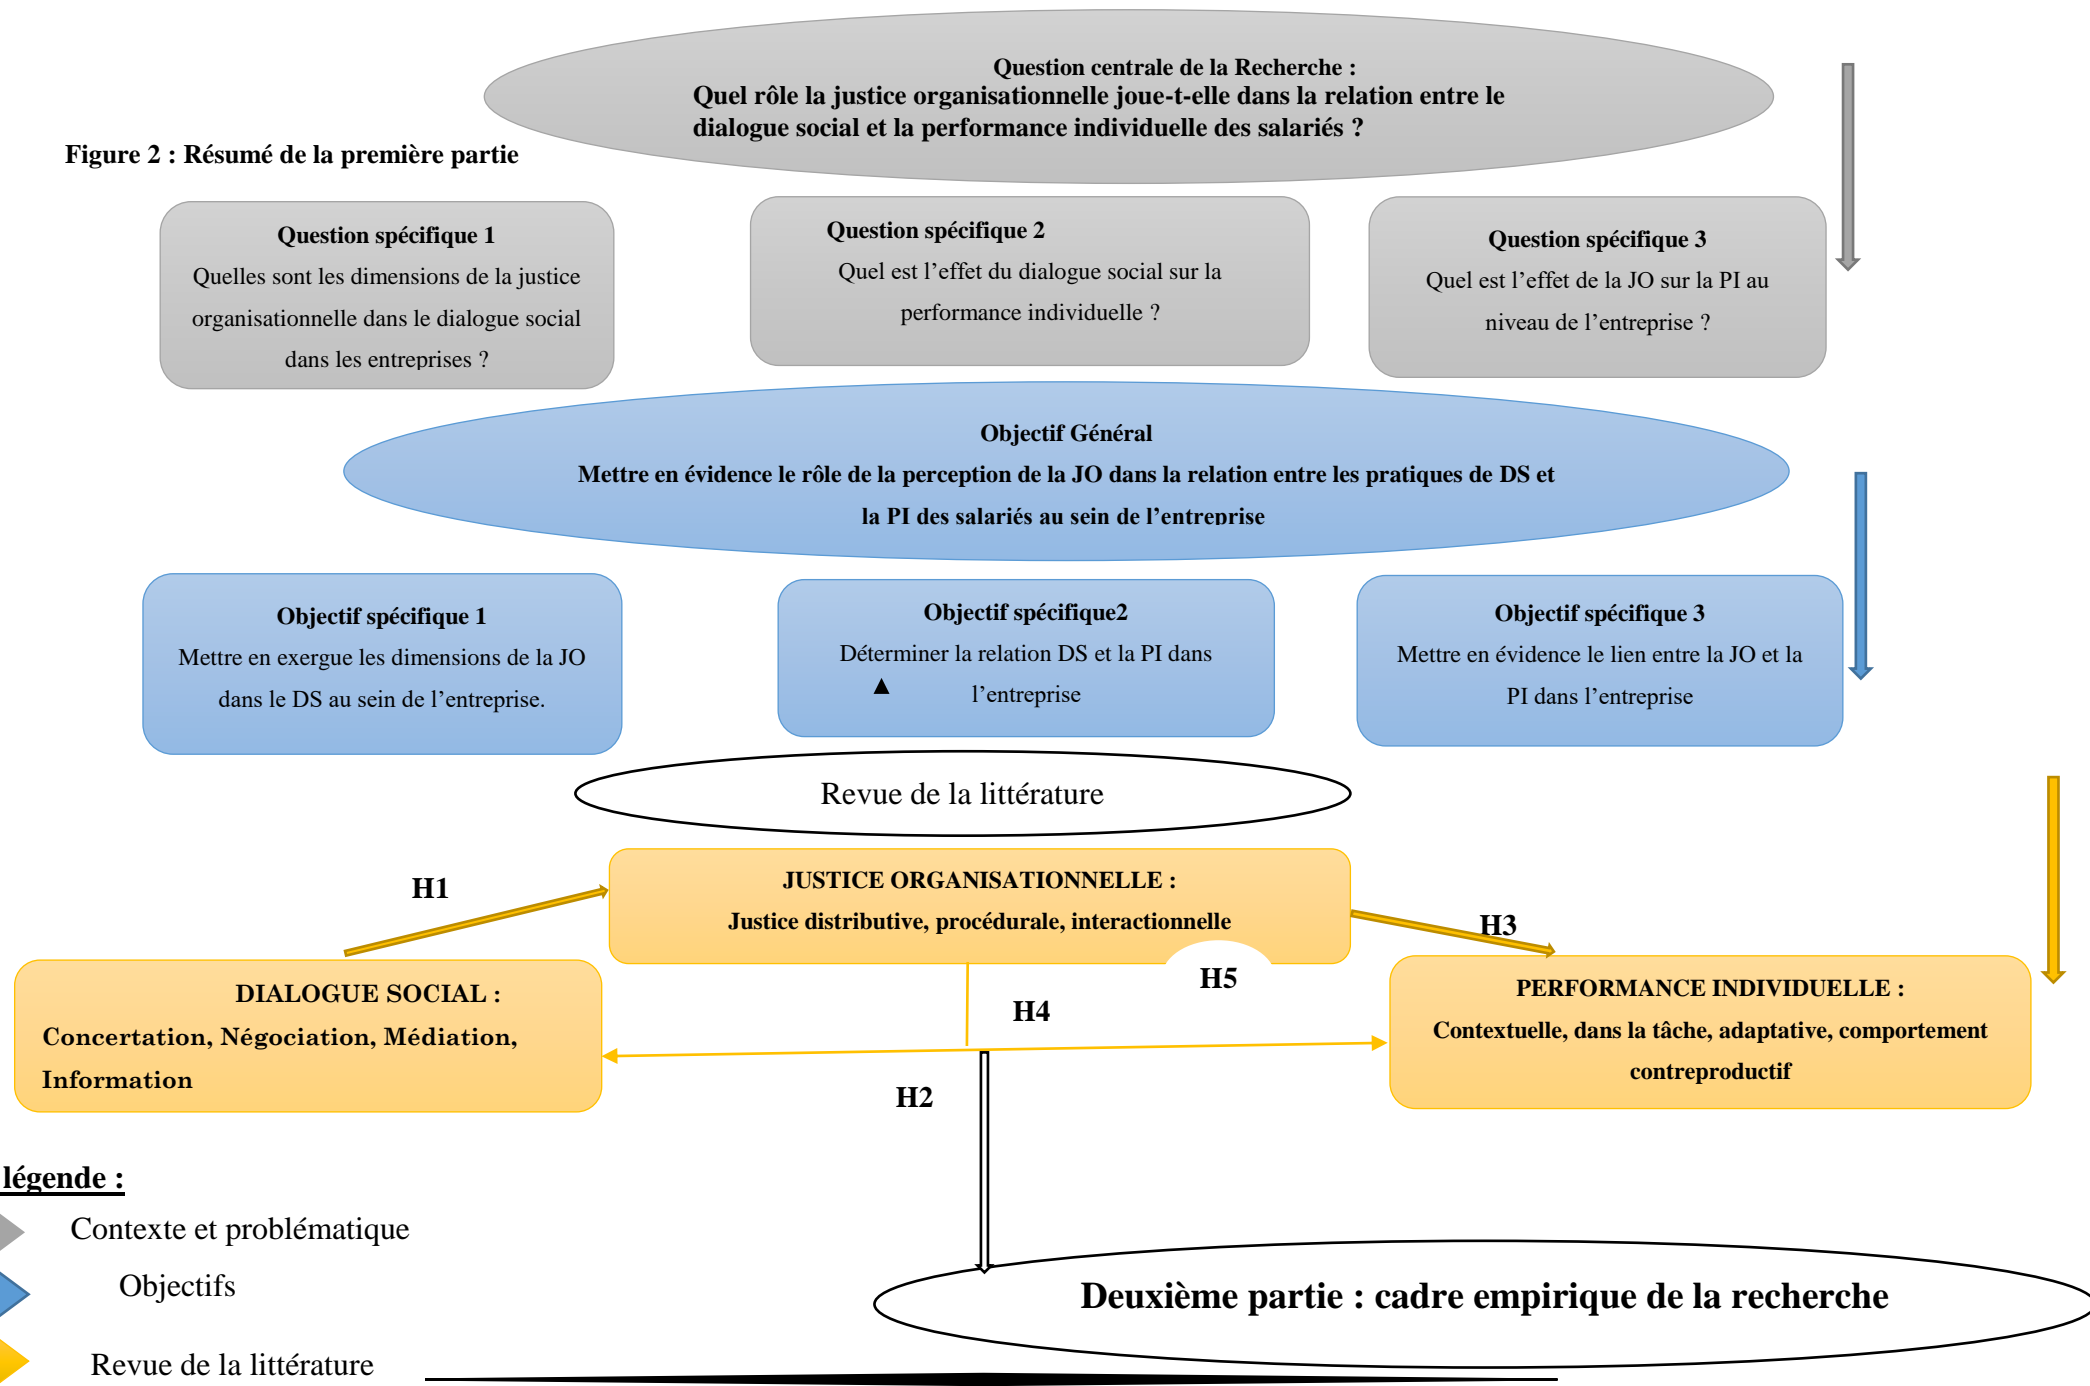 Question centrale de la Recherche :
Quel rôle la justice organisationnelle joue-t-elle dans la relation entre le
dialogue social et la performance individuelle des salariés ?
Figure 2 : Résumé de la première partie
Question spécifique 1
Quelles sont les dimensions de la justice
organisationnelle dans le dialogue social
dans les entreprises ?
Question spécifique 2
Quel est l’effet du dialogue social sur la
performance individuelle ?
Question spécifique 3
Quel est l’effet de la JO sur la PI au
niveau de l’entreprise ?
Objectif Général
Mettre en évidence le rôle de la perception de la JO dans la relation entre les pratiques de DS et
la PI des salariés au sein de l’entreprise
Objectif spécifique 1
Mettre en exergue les dimensions de la JO
dans le DS au sein de l’entreprise.
Objectif spécifique2
Déterminer la relation DS et la PI dans
l’entreprise
Objectif spécifique 3
Mettre en évidence le lien entre la JO et la
PI dans l’entreprise
Revue de la littérature
H1
JUSTICE ORGANISATIONNELLE :
Justice distributive, procédurale, interactionnelle
H3
H5
H4
DIALOGUE SOCIAL :
Concertation, Négociation, Médiation,
Information
PERFORMANCE INDIVIDUELLE :
Contextuelle, dans la tâche, adaptative, comportement
contreproductif
H2
légende :
Contexte et problématique
Objectifs
Revue de la littérature
Deuxième partie : cadre empirique de la recherche